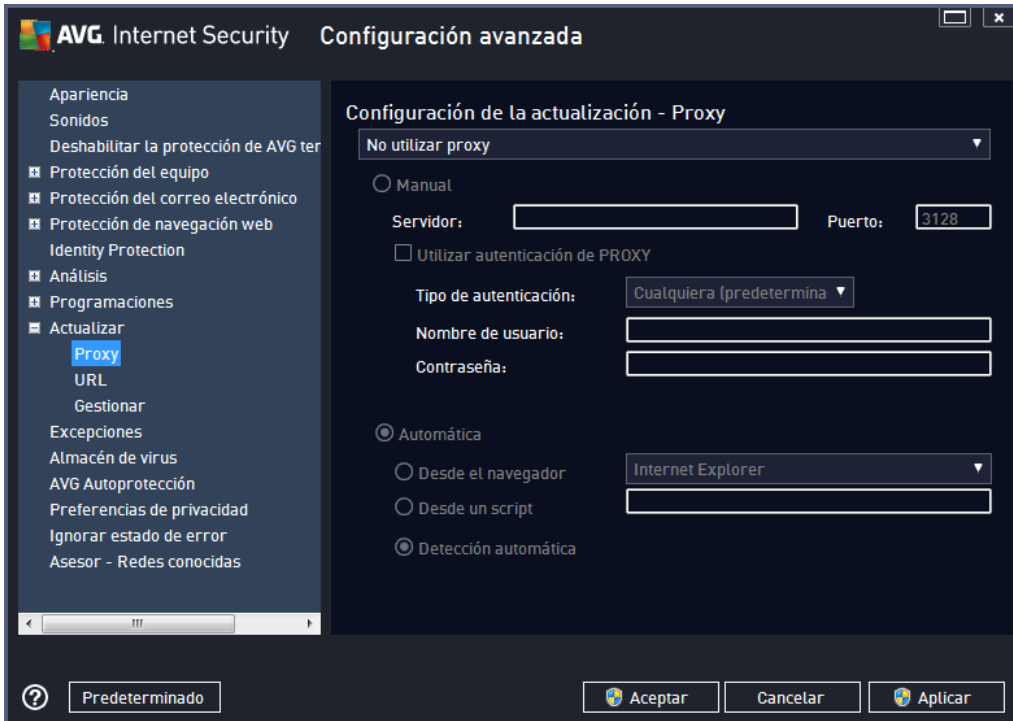 AVG. Internet Security Configuración avanzada
Apariencia
Sonidos
Deshabilitar la protección de AVG ter
Protección del equipo
Protección del correo electrónico
Protección de navegación web
Identity Protection
Análisis
Programaciones
Actualizar
Proxy
URL
Gestionar
Excepciones
Almacén de virus
AVG Autoprotección
Preferencias de privacidad
Ignorar estado de error
Asesor - Redes conocidas
Configuración de la actualización - Proxy
No utilizar proxy
Manual
Servidor: Puerto: 3128
Utilizar autenticación de PROXY
Tipo de autenticación: Cualquiera (predetermina
Nombre de usuario:
Contraseña:
Automática
Desde el navegador Internet Explorer
Desde un script
Detección automática
Predeterminado Aceptar Cancelar Aplicar